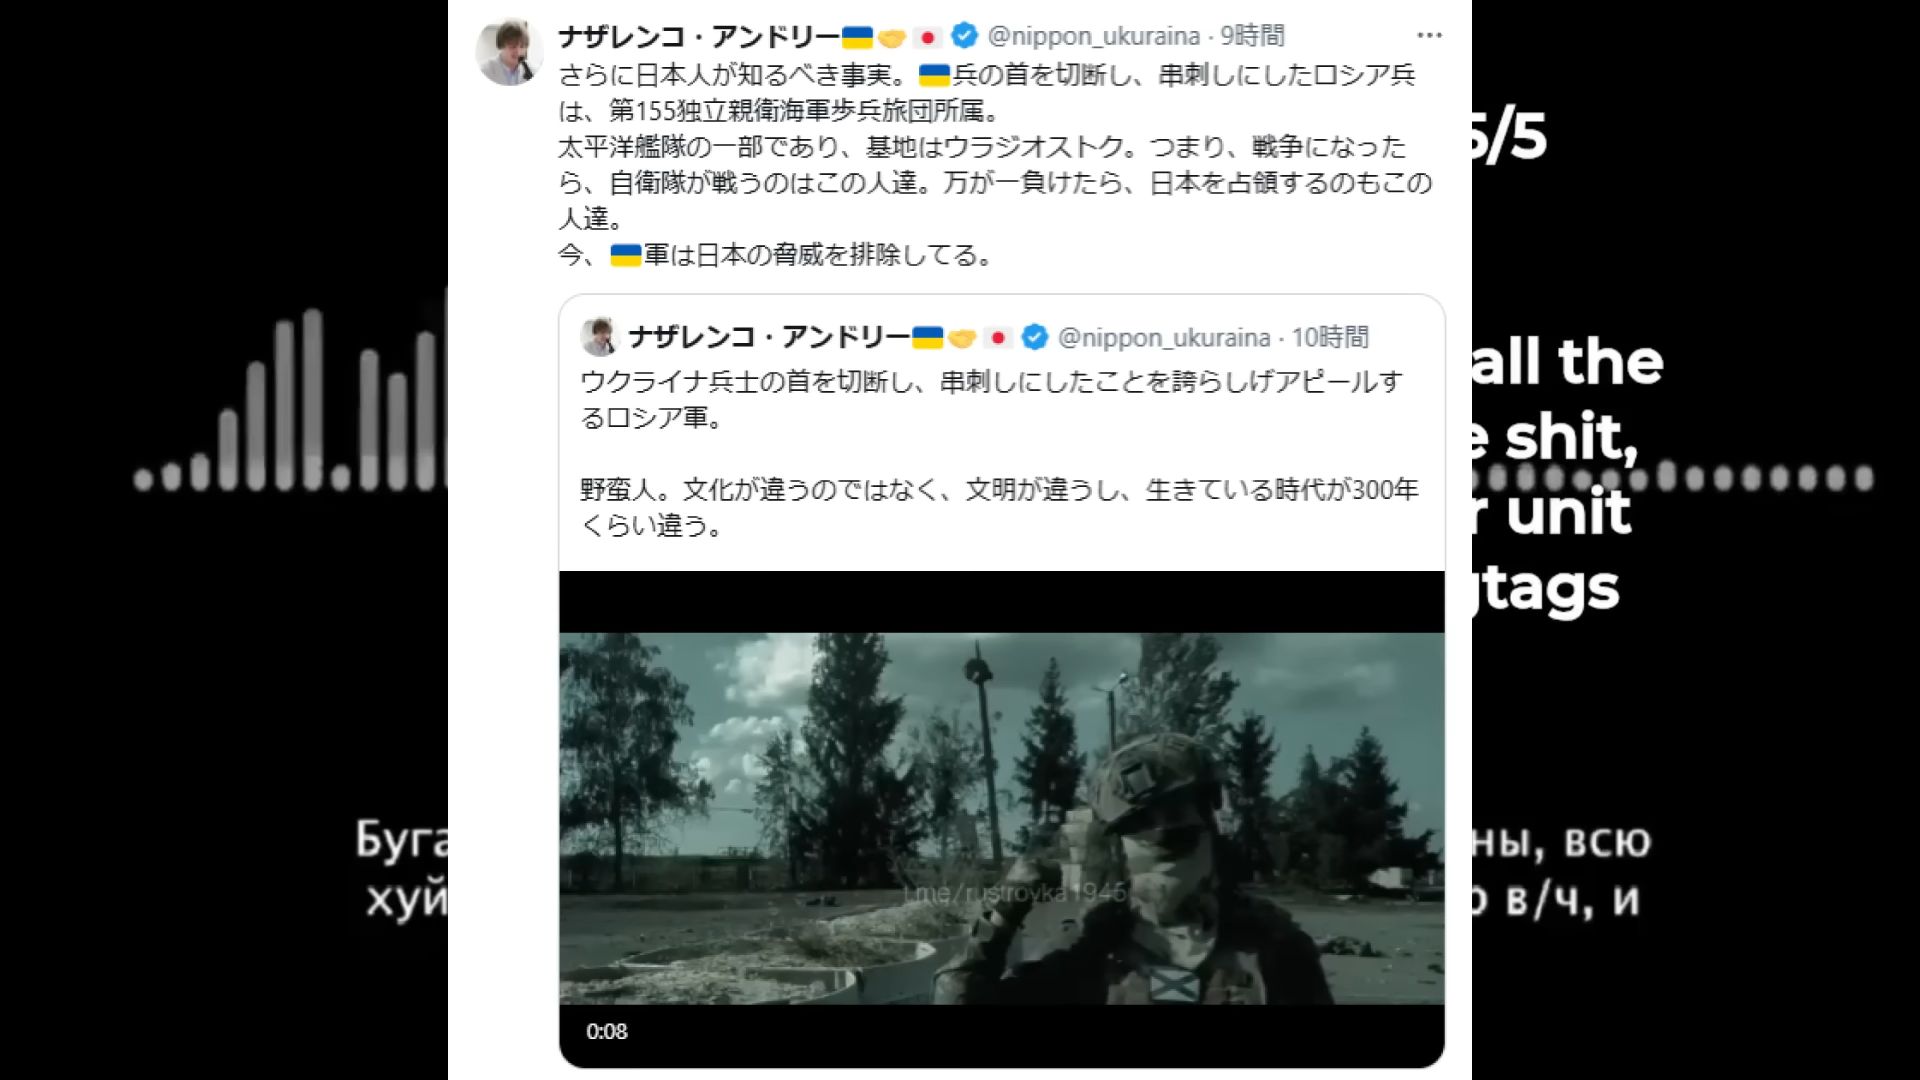 ナザレンコ・アンドリー🇺🇦🤝🇯🇵 @nippon_ukuraina · 9時間
さらに日本人が知るべき事実。🇺🇦兵の首を切断し、串刺しにしたロシア兵
は、第155独立親衛海軍歩兵旅団所属。
太平洋艦隊の一部であり、基地はウラジオストク。つまり、戦争になった
ら、自衛隊が戦うのはこの人達。万が一負けたら、日本を占領するのもこの
人達。
今、🇺🇦軍は日本の脅威を排除してる。
ナザレンコ・アンドリー🇺🇦🤝🇯🇵 @nippon_ukuraina · 10時間
ウクライナ兵士の首を切断し、串刺しにしたことを誇らしげアピールす
るロシア軍。
野蛮人。文化が違うのではなく、文明が違うし、生きている時代が300年
くらい違う。
t.me/rustroyka1945
0:08
5/5
all the
shit,
unit
tags
Буга
хуй
ны, всю
в/ч, и